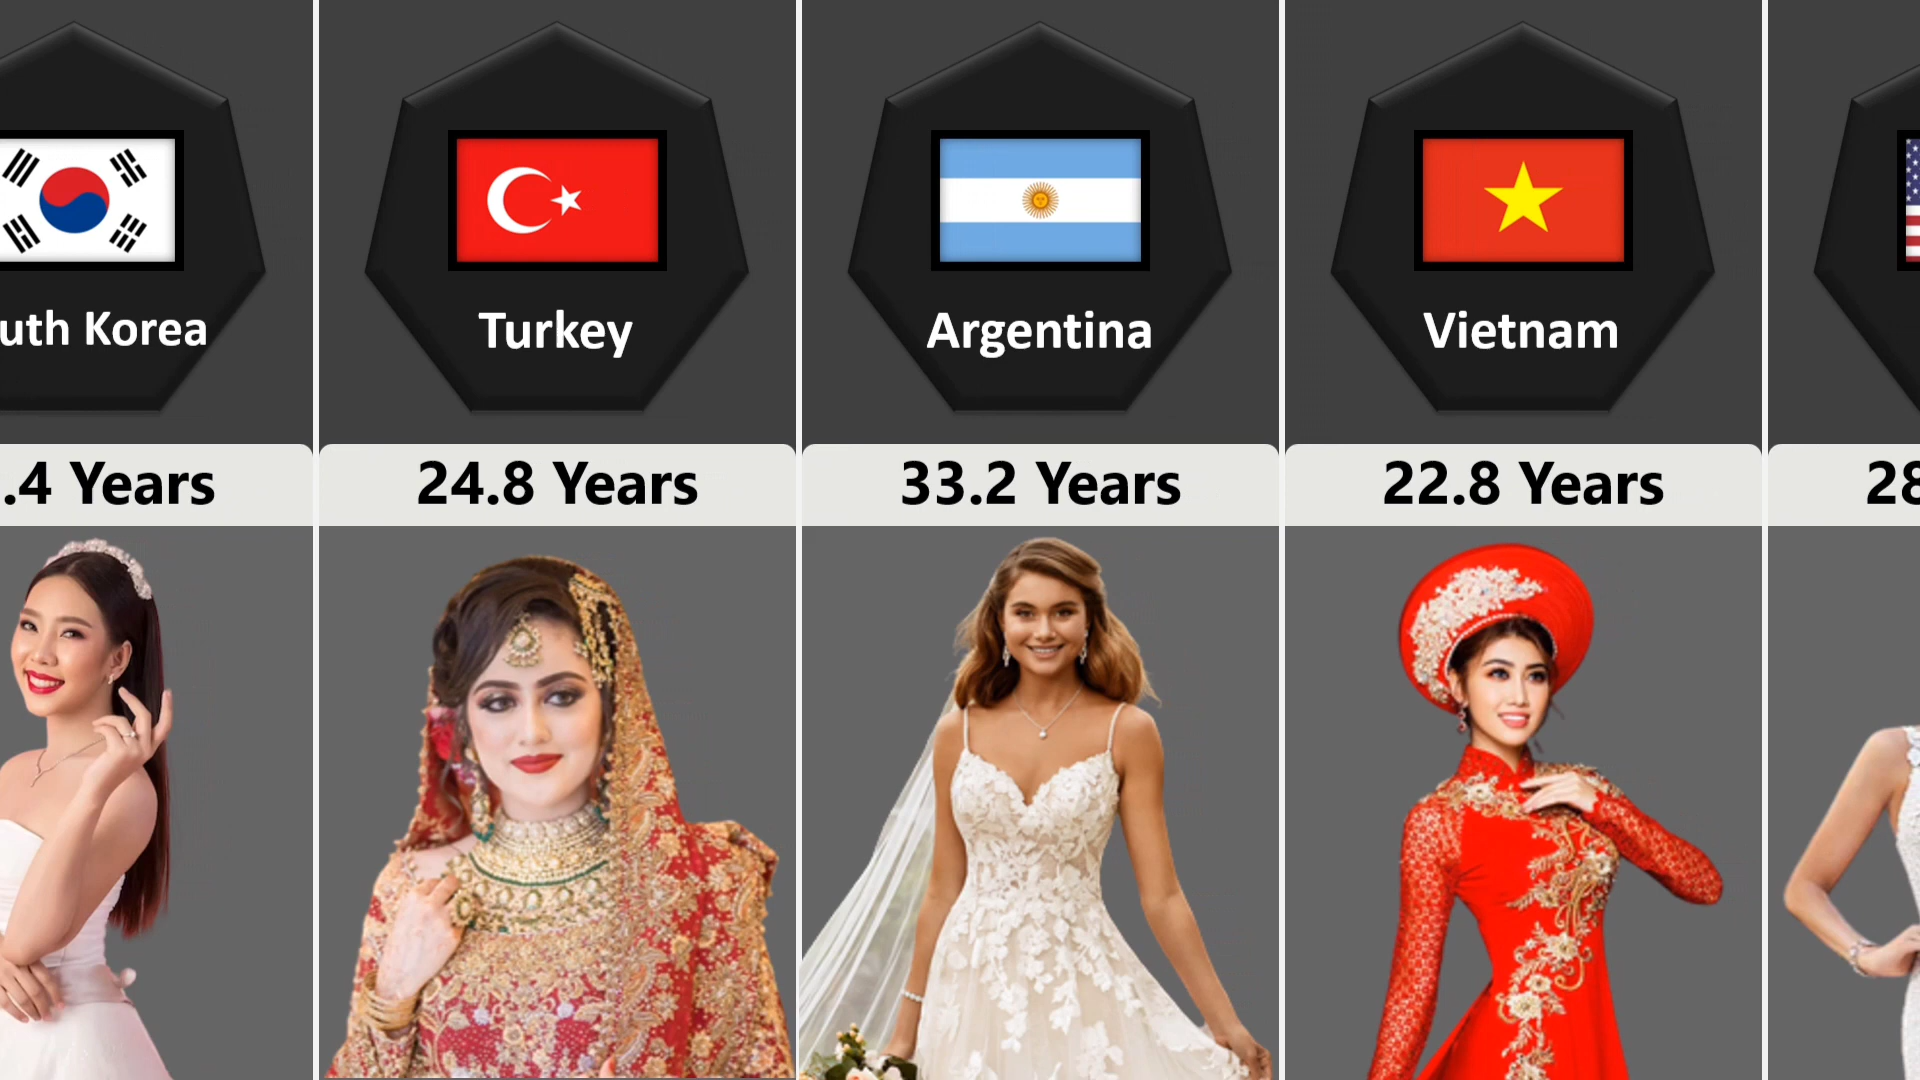 uth Korea
Turkey
Argentina
Vietnam
.4 Years
24.8 Years
33.2 Years
22.8 Years
28